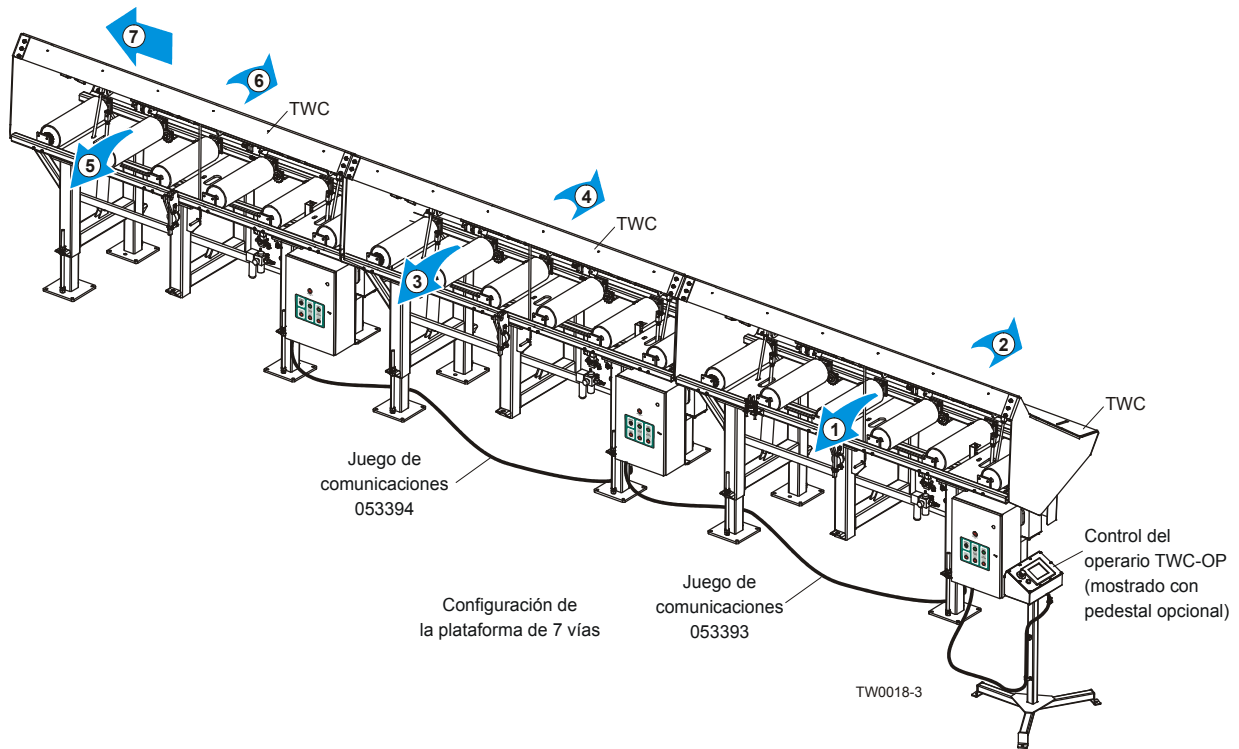 7
6
TWC
5
4
TWC
3
2
TWC
1
Juego de
comunicaciones
053394
Configuración de
la plataforma de 7 vías
Juego de
comunicaciones
053393
Control del
operario TWC-OP
(mostrado con
pedestal opcional)
TW0018-3